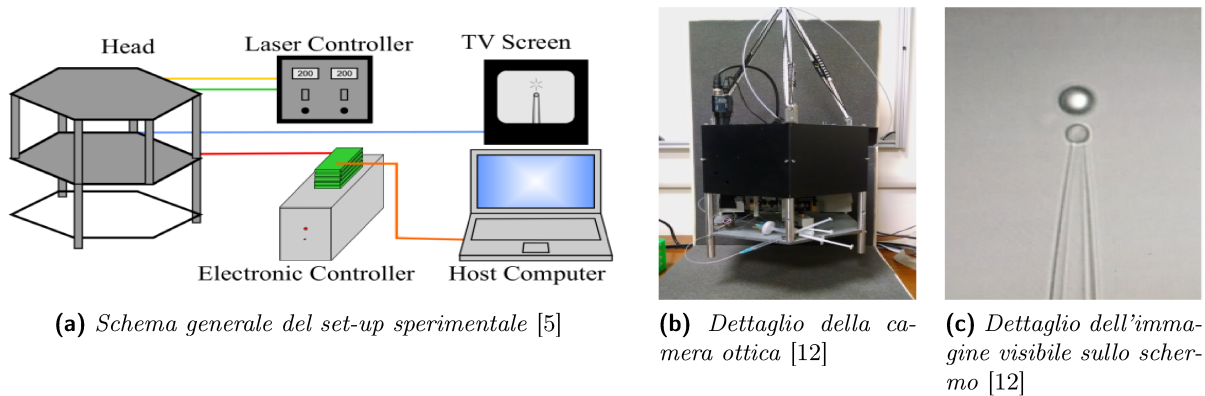 Head
Laser Controller
TV Screen
200 200
Electronic Controller
Host Computer
(a) Schema generale del set-up sperimentale [5]
(b) Dettaglio della ca-
mera ottica [12]
(c) Dettaglio dell'imma-
gine visibile sullo scher-
mo [12]